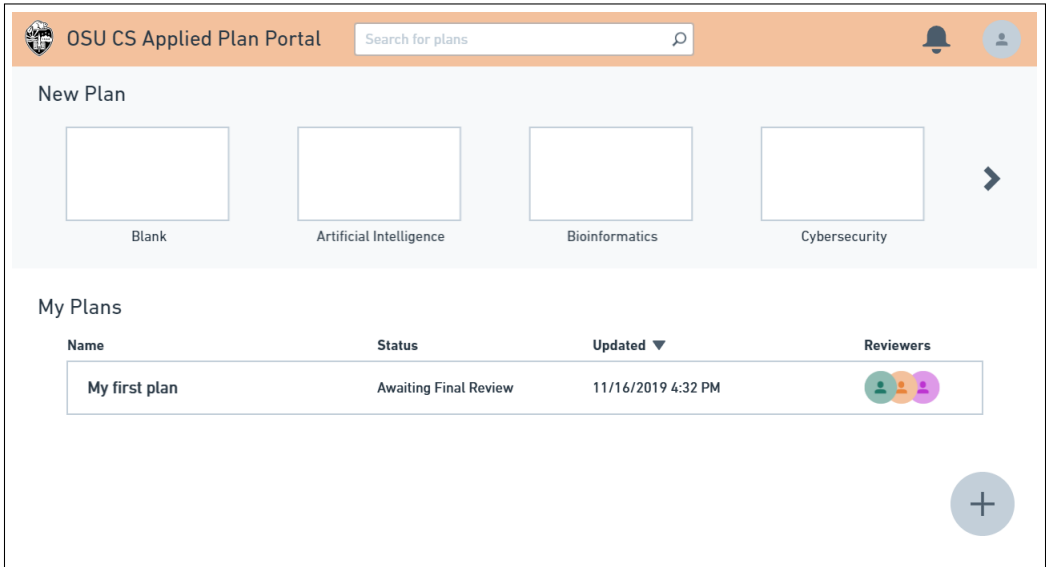 OSU CS Applied Plan Portal
Search for plans
New Plan
Blank
Artificial Intelligence
Bioinformatics
Cybersecurity
My Plans
Name Status Updated Reviewers
My first plan Awaiting Final Review 11/16/2019 4:32 PM